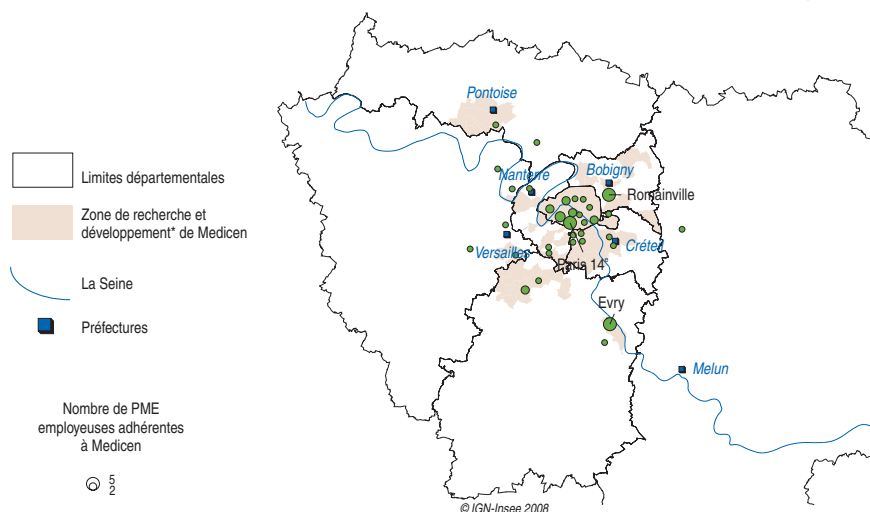 Limites départementales
Zone de recherche et
développement* de Medicen
La Seine
Préfectures
Nombre de PME
employeuses adhérentes
à Medicen
5
2
Pontoise
Nanterre
Bobigny
Romainville
Versailles
Créteil
Paris 14e
Evry
Melun
© IGN-Insee 2008